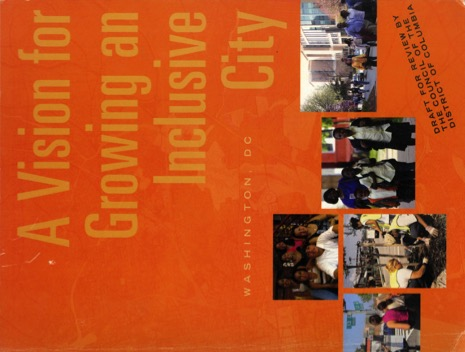 A Vision for
Growing an
Inclusive
City
WASHINGTON, DC
DRAFT FOR REVIEW BY
THE COUNCIL OF THE
DISTRICT OF COLUMBIA